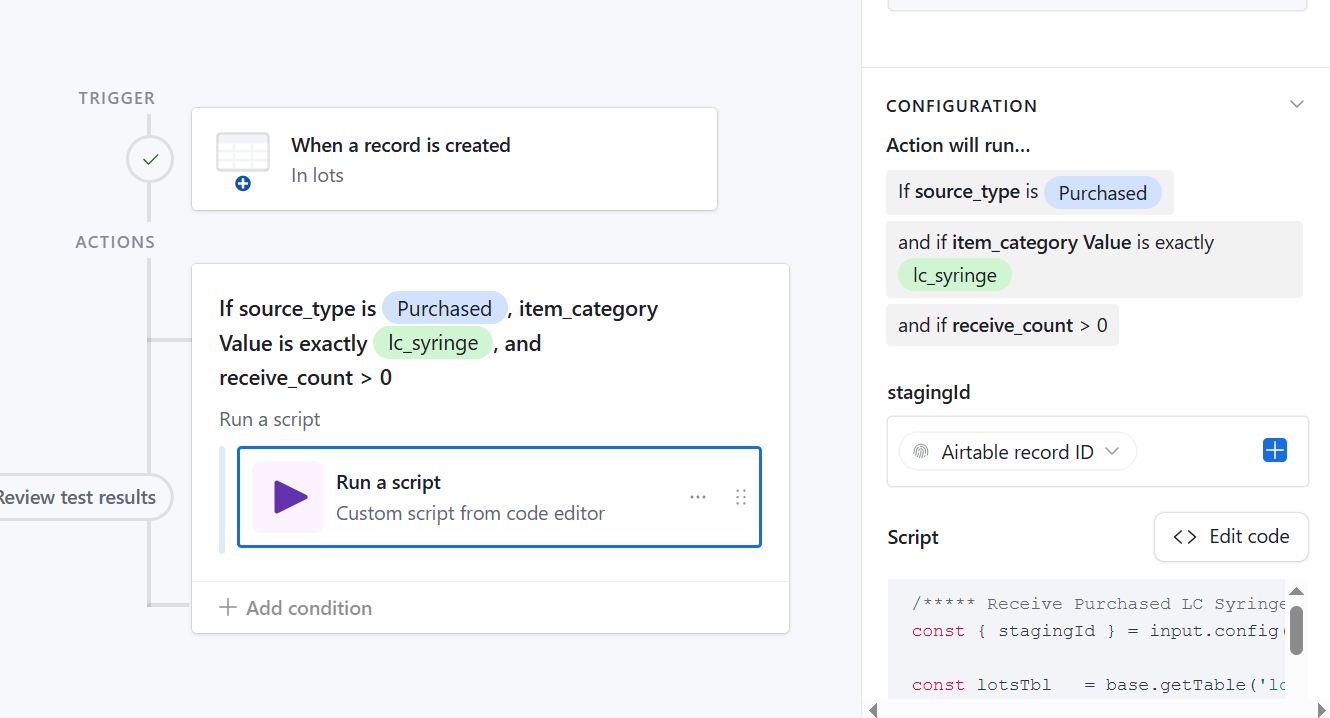 TRIGGER
When a record is created
In lots
ACTIONS
If source_type is Purchased, item_category
Value is exactly lc_syringe, and
receive_count > 0
Run a script
Review test results
Run a script
Custom script from code editor
Add condition
CONFIGURATION
Action will run...
If source_type is Purchased
and if item_category Value is exactly
lc_syringe
and if receive_count > 0
stagingId
Airtable record ID
Script
<> Edit code
/***** Receive Purchased LC Syringe
const { stagingId } = input.config(
const lotsTbl = base.getTable('lo